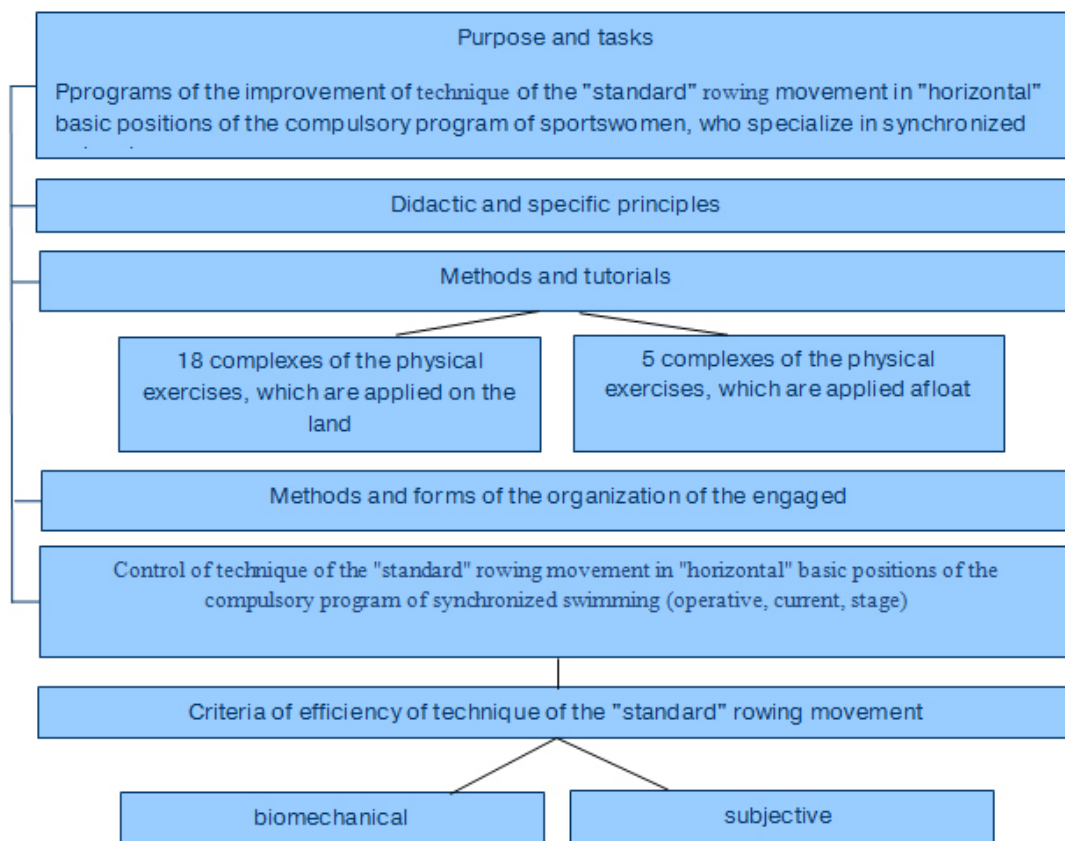 Purpose and tasks
Pprograms of the improvement of technique of the "standard" rowing movement in "horizontal"
basic positions of the compulsory program of sportswomen, who specialize in synchronized
Didactic and specific principles
Methods and tutorials
18 complexes of the physical
exercises, which are applied on the
land
5 complexes of the physical
exercises, which are applied afloat
Methods and forms of the organization of the engaged
Control of technique of the "standard" rowing movement in "horizontal" basic positions of the
compulsory program of synchronized swimming (operative, current, stage)
Criteria of efficiency of technique of the "standard" rowing movement
biomechanical
subjective